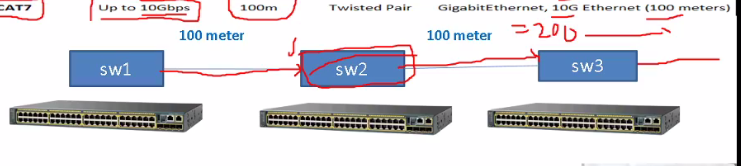 CAT7 Up to 10Gbps 100m Twisted Pair GigabitEthernet, 10G Ethernet (100 meters)
100 meter 100 meter = 200
sw1 sw2 sw3